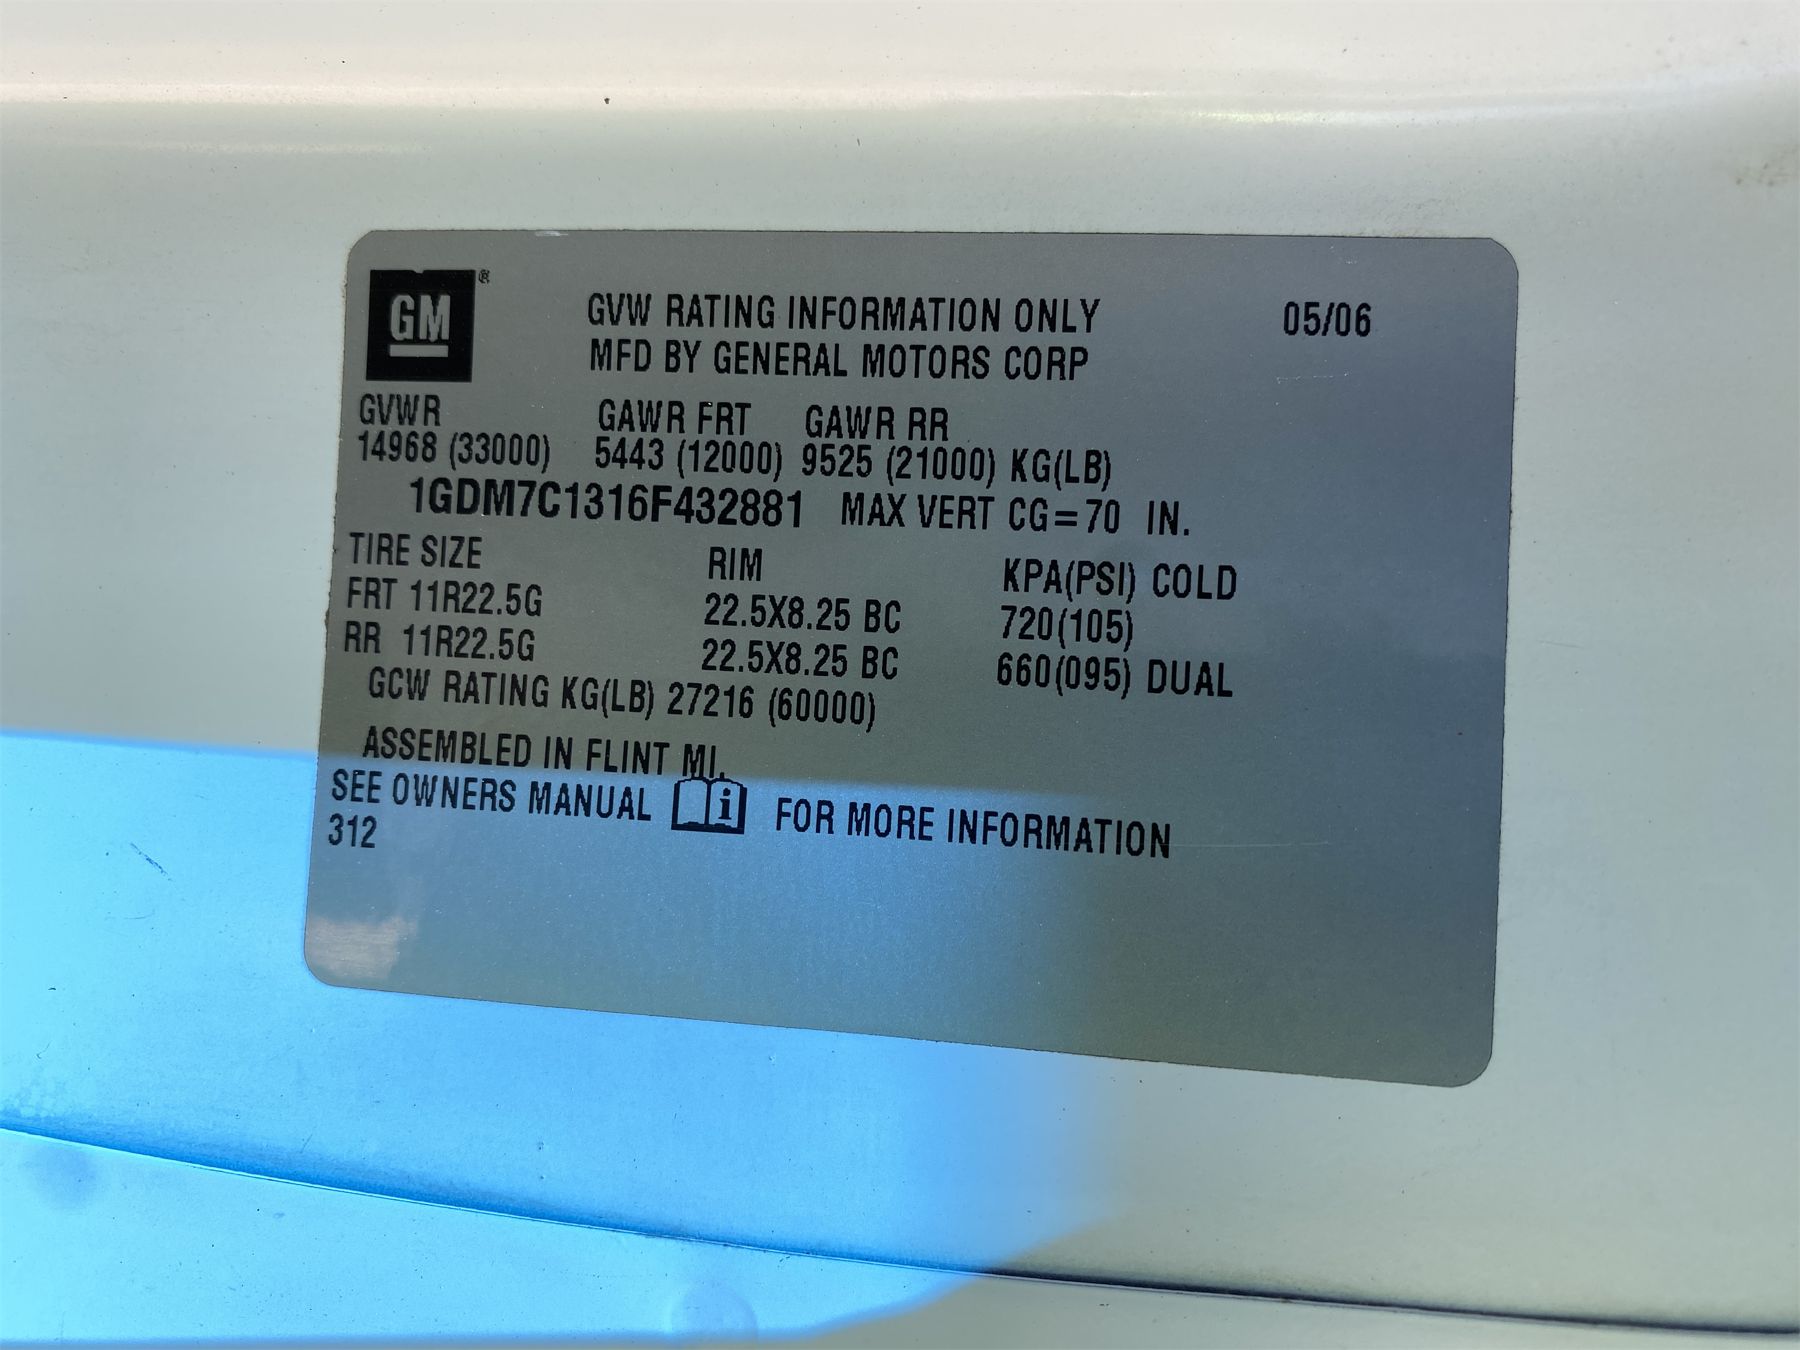 GM ®
GVW RATING INFORMATION ONLY 05/06
MFD BY GENERAL MOTORS CORP
GVWR GAWR FRT GAWR RR
14968 (33000) 5443 (12000) 9525 (21000) KG(LB)
1GDM7C1316F432881 MAX VERT CG=70 IN.
TIRE SIZE RIM KPA(PSI) COLD
FRT 11R22.5G 22.5X8.25 BC 720(105)
RR 11R22.5G 22.5X8.25 BC 660(095) DUAL
GCW RATING KG(LB) 27216 (60000)
ASSEMBLED IN FLINT MI.
SEE OWNERS MANUAL i FOR MORE INFORMATION
312